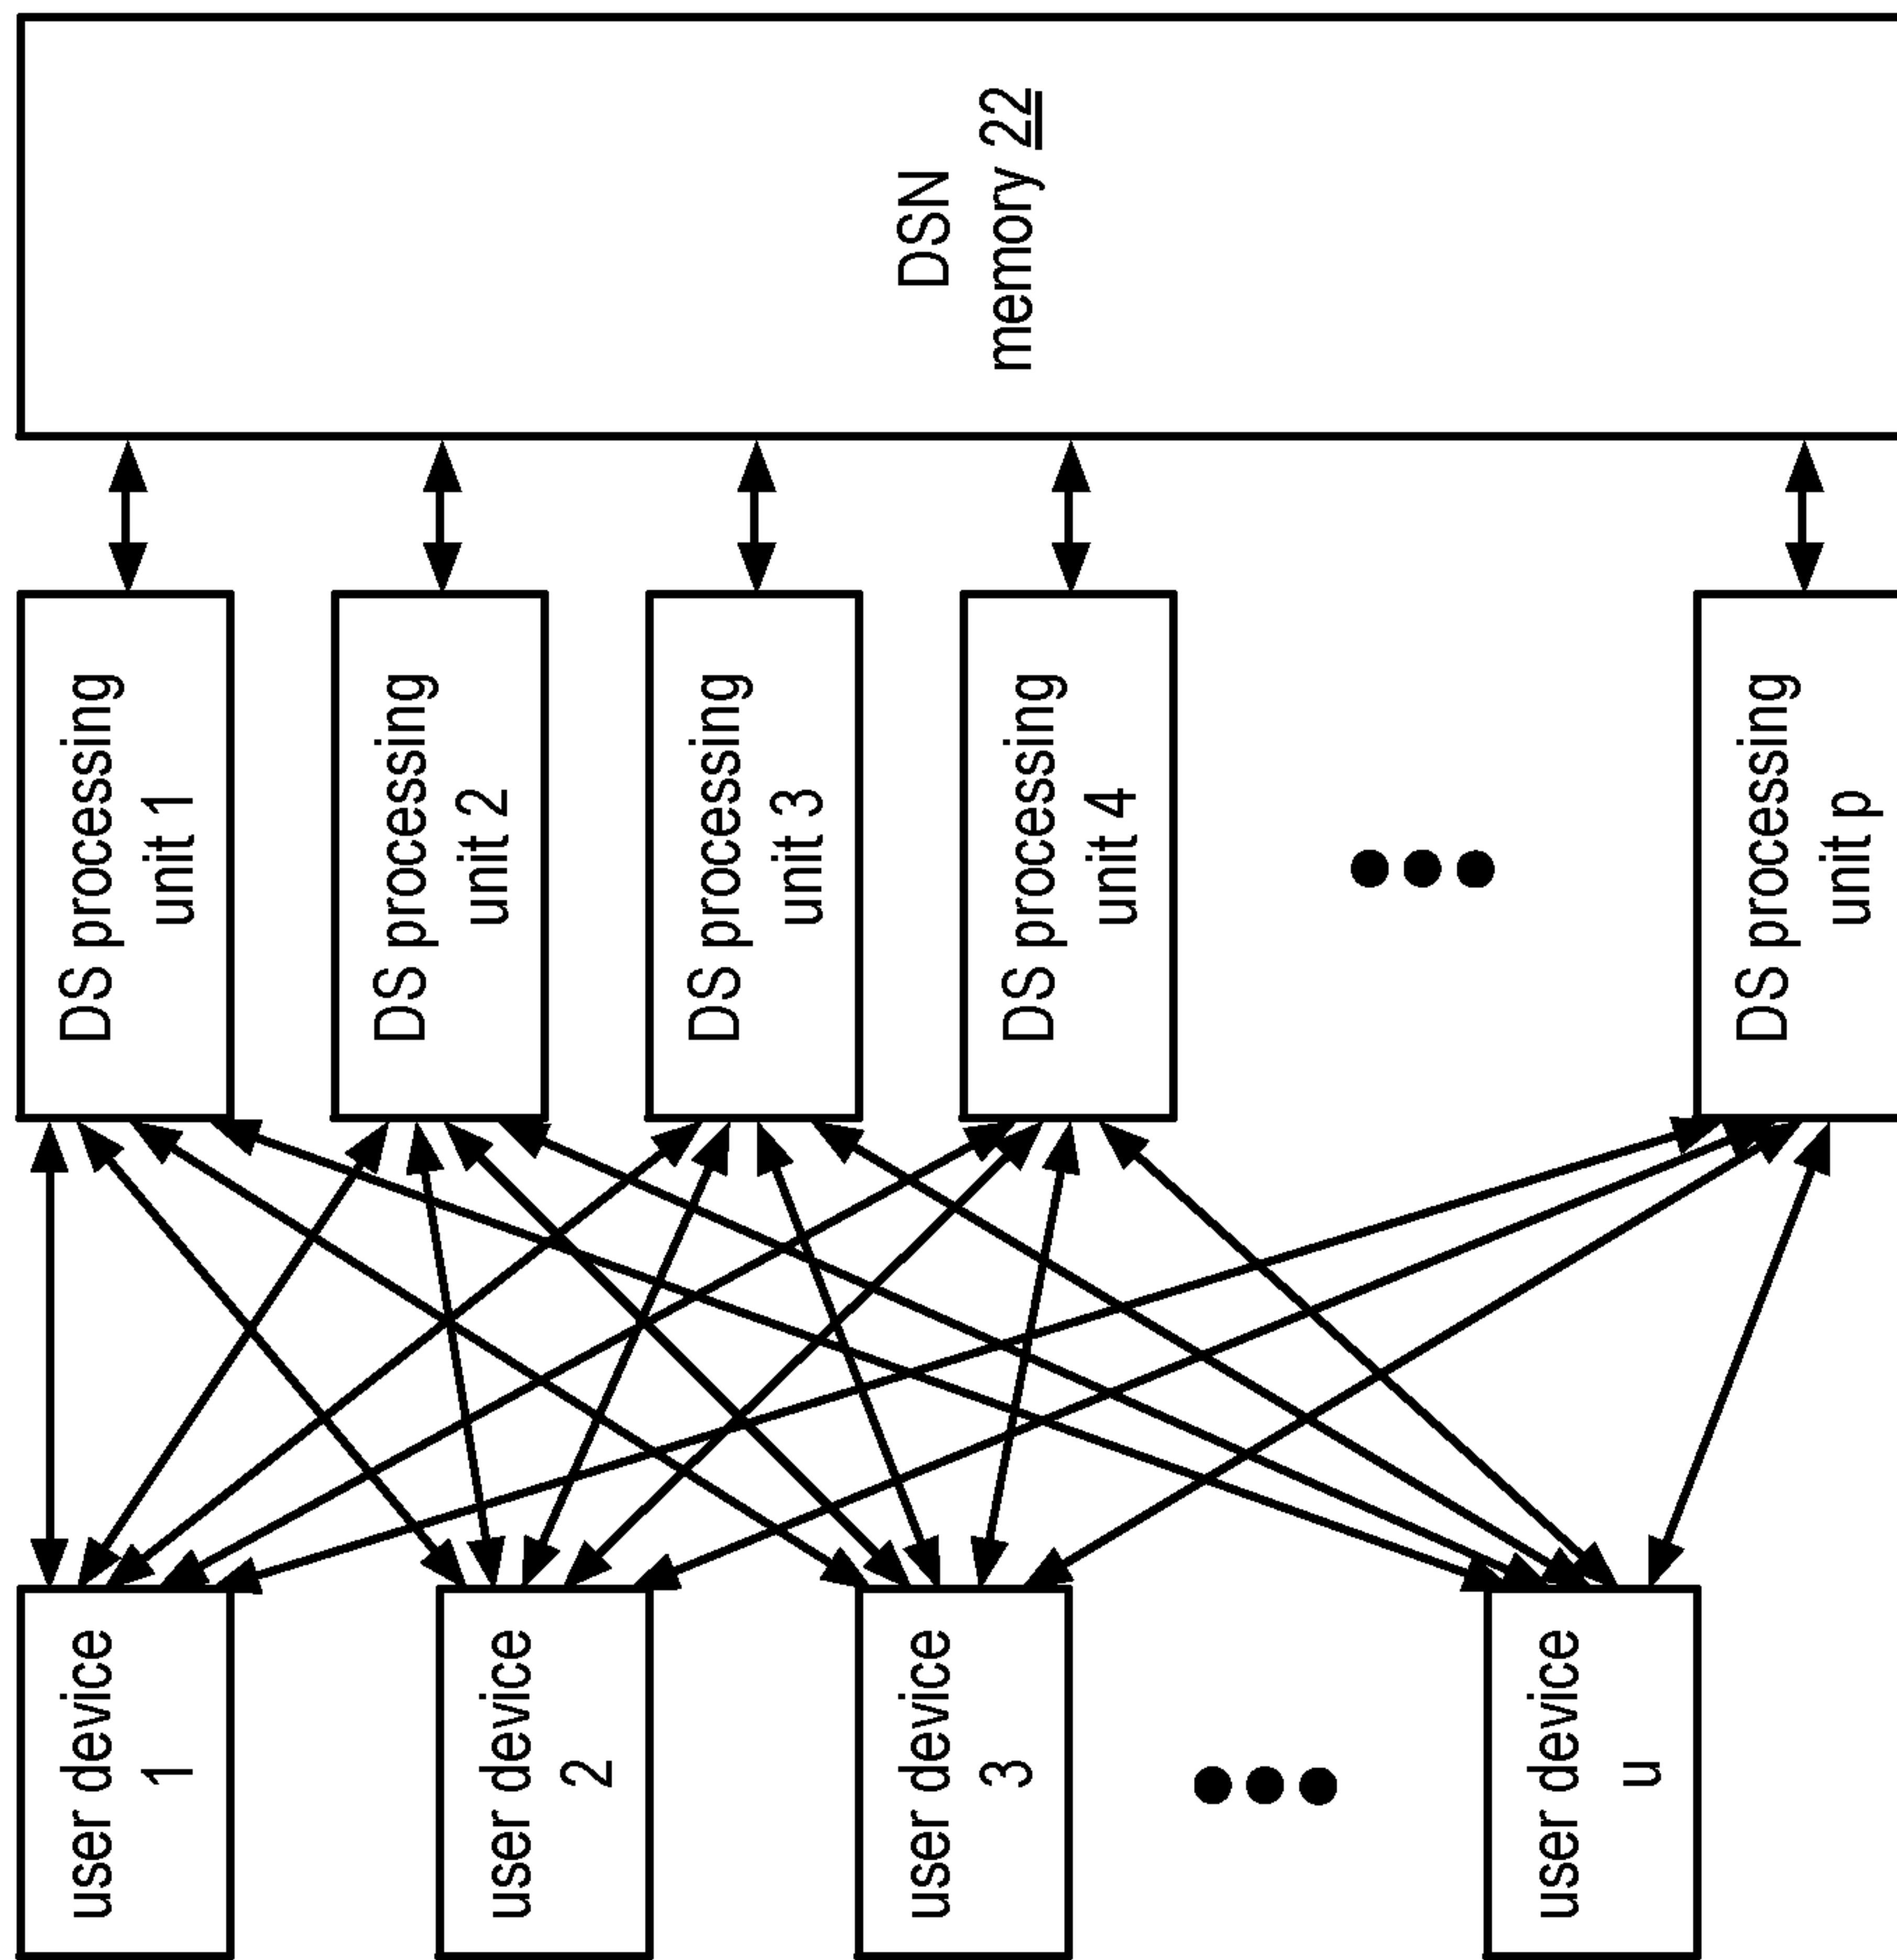 user device
1
user device
2
user device
3
user device
u
DS processing
unit 1
DS processing
unit 2
DS processing
unit 3
DS processing
unit 4
DS processing
unit p
DSN
memory 22